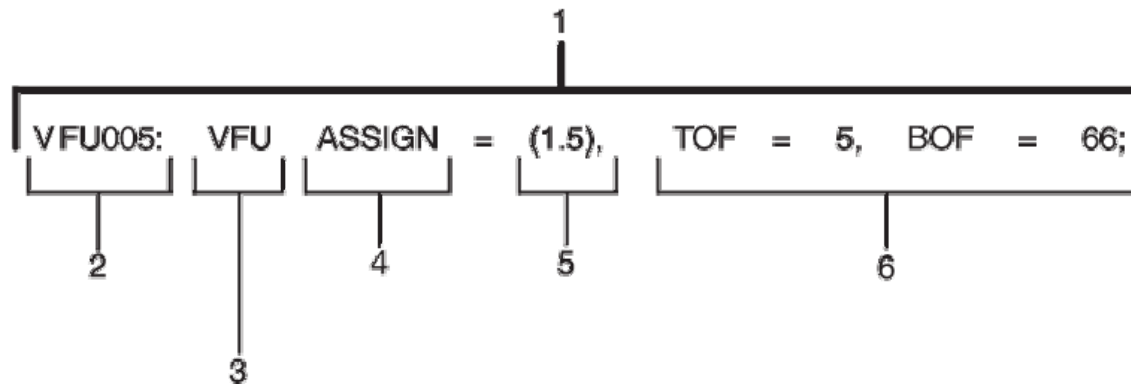 1
VFU005: VFU ASSIGN = (1.5), TOF = 5, BOF = 66;
2 4 5 6
3